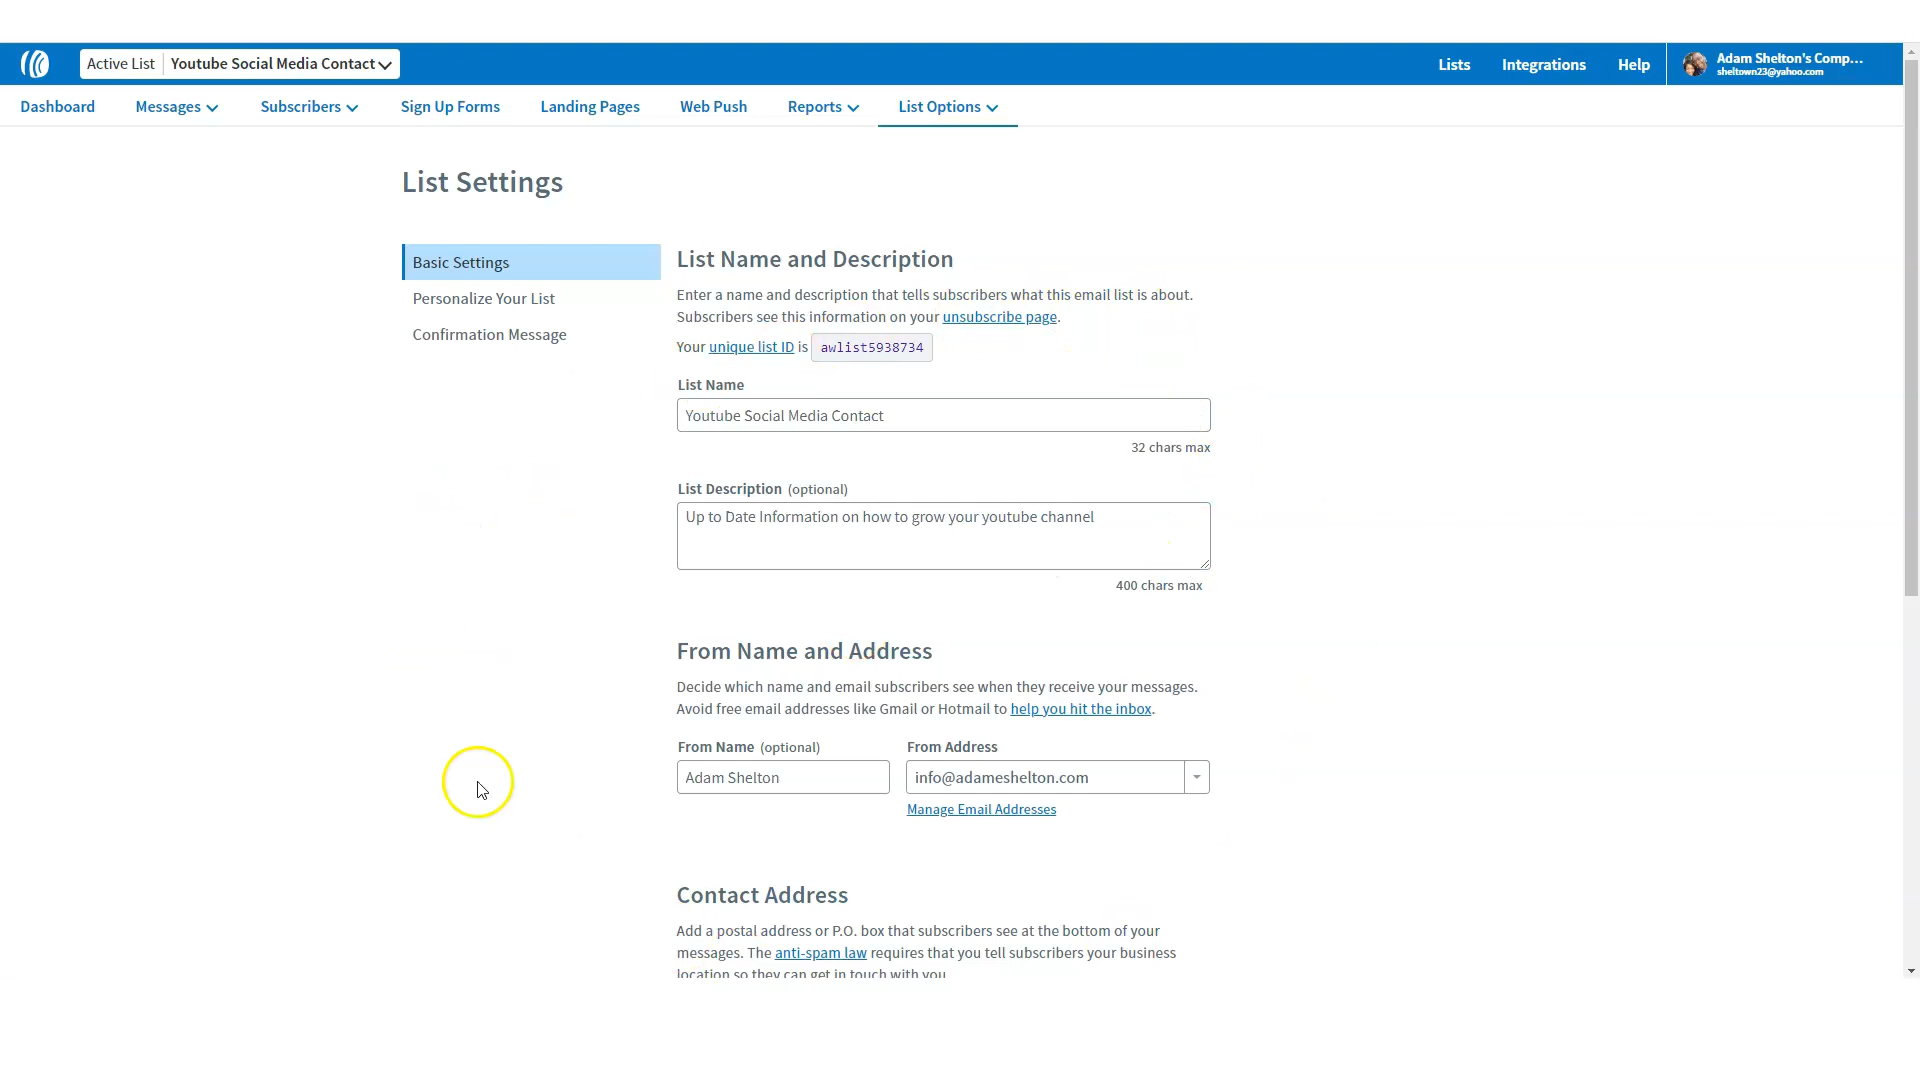 Active List Youtube Social Media Contact
Lists Integrations Help
Adam Shelton's Comp...
sheltown23@yahoo.com
Dashboard Messages Subscribers Sign Up Forms Landing Pages Web Push Reports List Options
List Settings
Basic Settings
Personalize Your List
Confirmation Message
List Name and Description
Enter a name and description that tells subscribers what this email list is about.
Subscribers see this information on your unsubscribe page.
Your unique list ID is awlist5938734
List Name
Youtube Social Media Contact
32 chars max
List Description (optional)
Up to Date Information on how to grow your youtube channel
400 chars max
From Name and Address
Decide which name and email subscribers see when they receive your messages.
Avoid free email addresses like Gmail or Hotmail to help you hit the inbox.
From Name (optional) From Address
Adam Shelton info@adameshelton.com
Manage Email Addresses
Contact Address
Add a postal address or P.O. box that subscribers see at the bottom of your
messages. The anti-spam law requires that you tell subscribers your business
location so they can get in touch with you